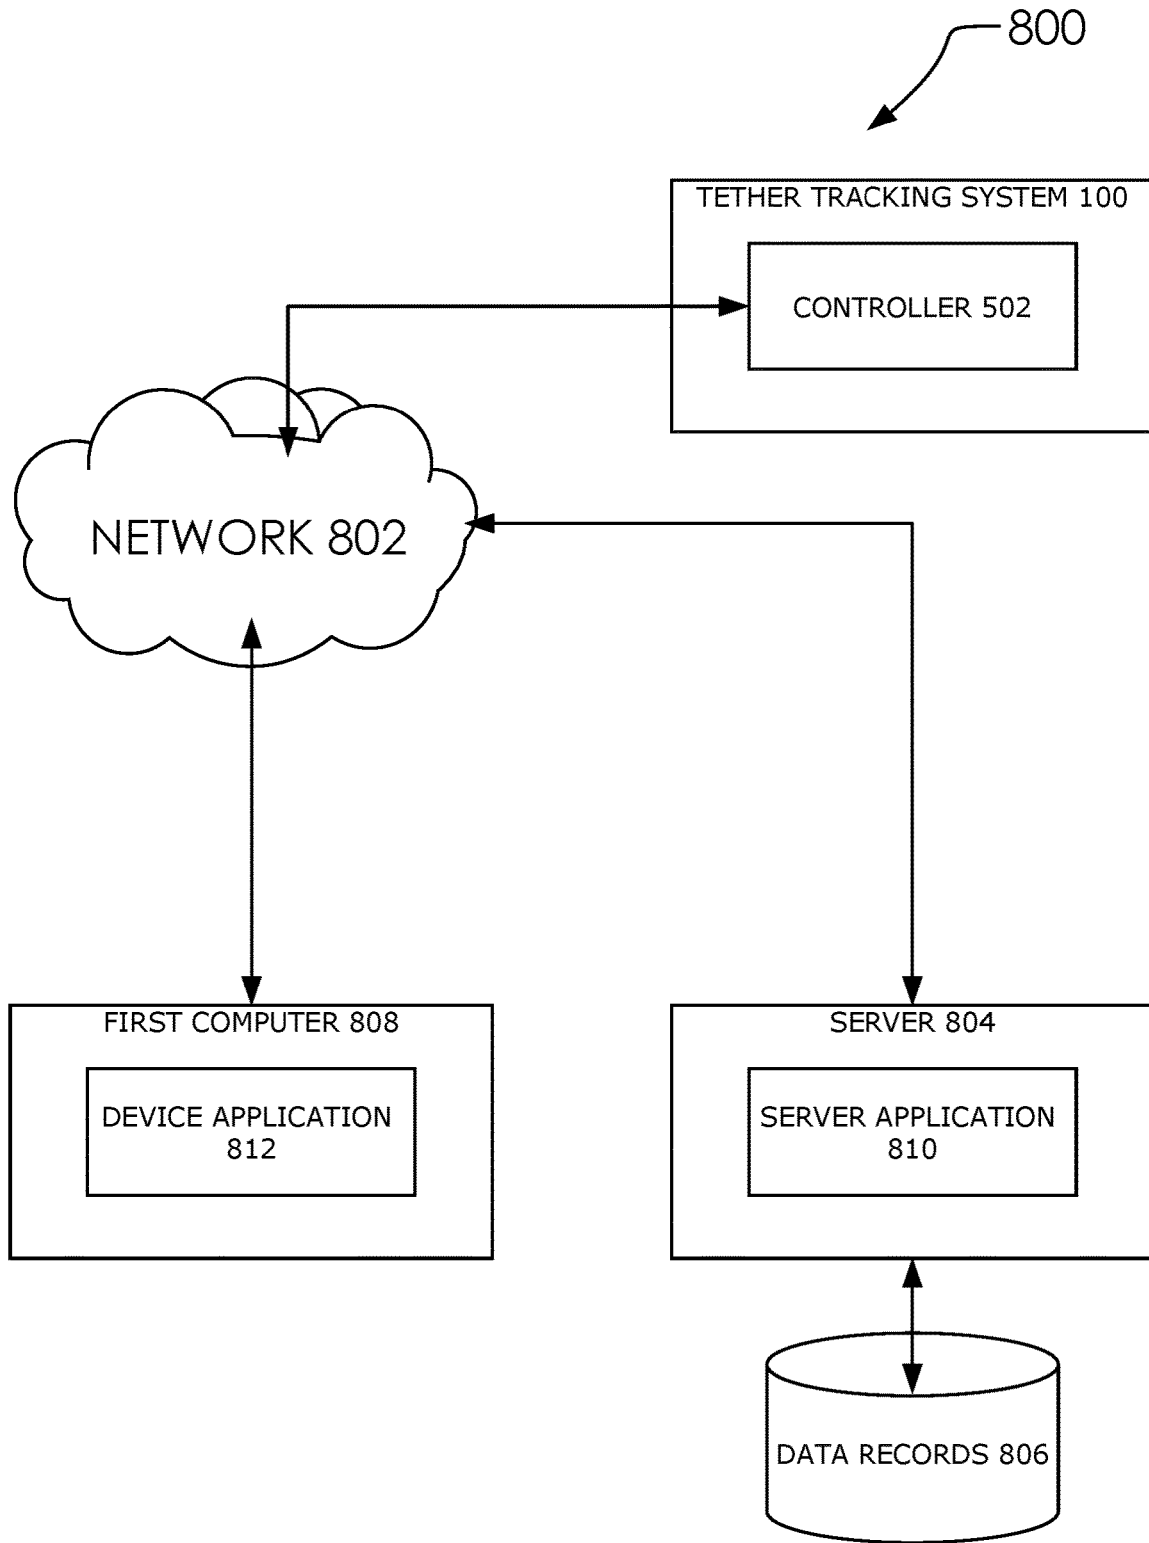 800
TETHER TRACKING SYSTEM 100
CONTROLLER 502
NETWORK 802
FIRST COMPUTER 808
DEVICE APPLICATION
812
SERVER 804
SERVER APPLICATION
810
DATA RECORDS 806